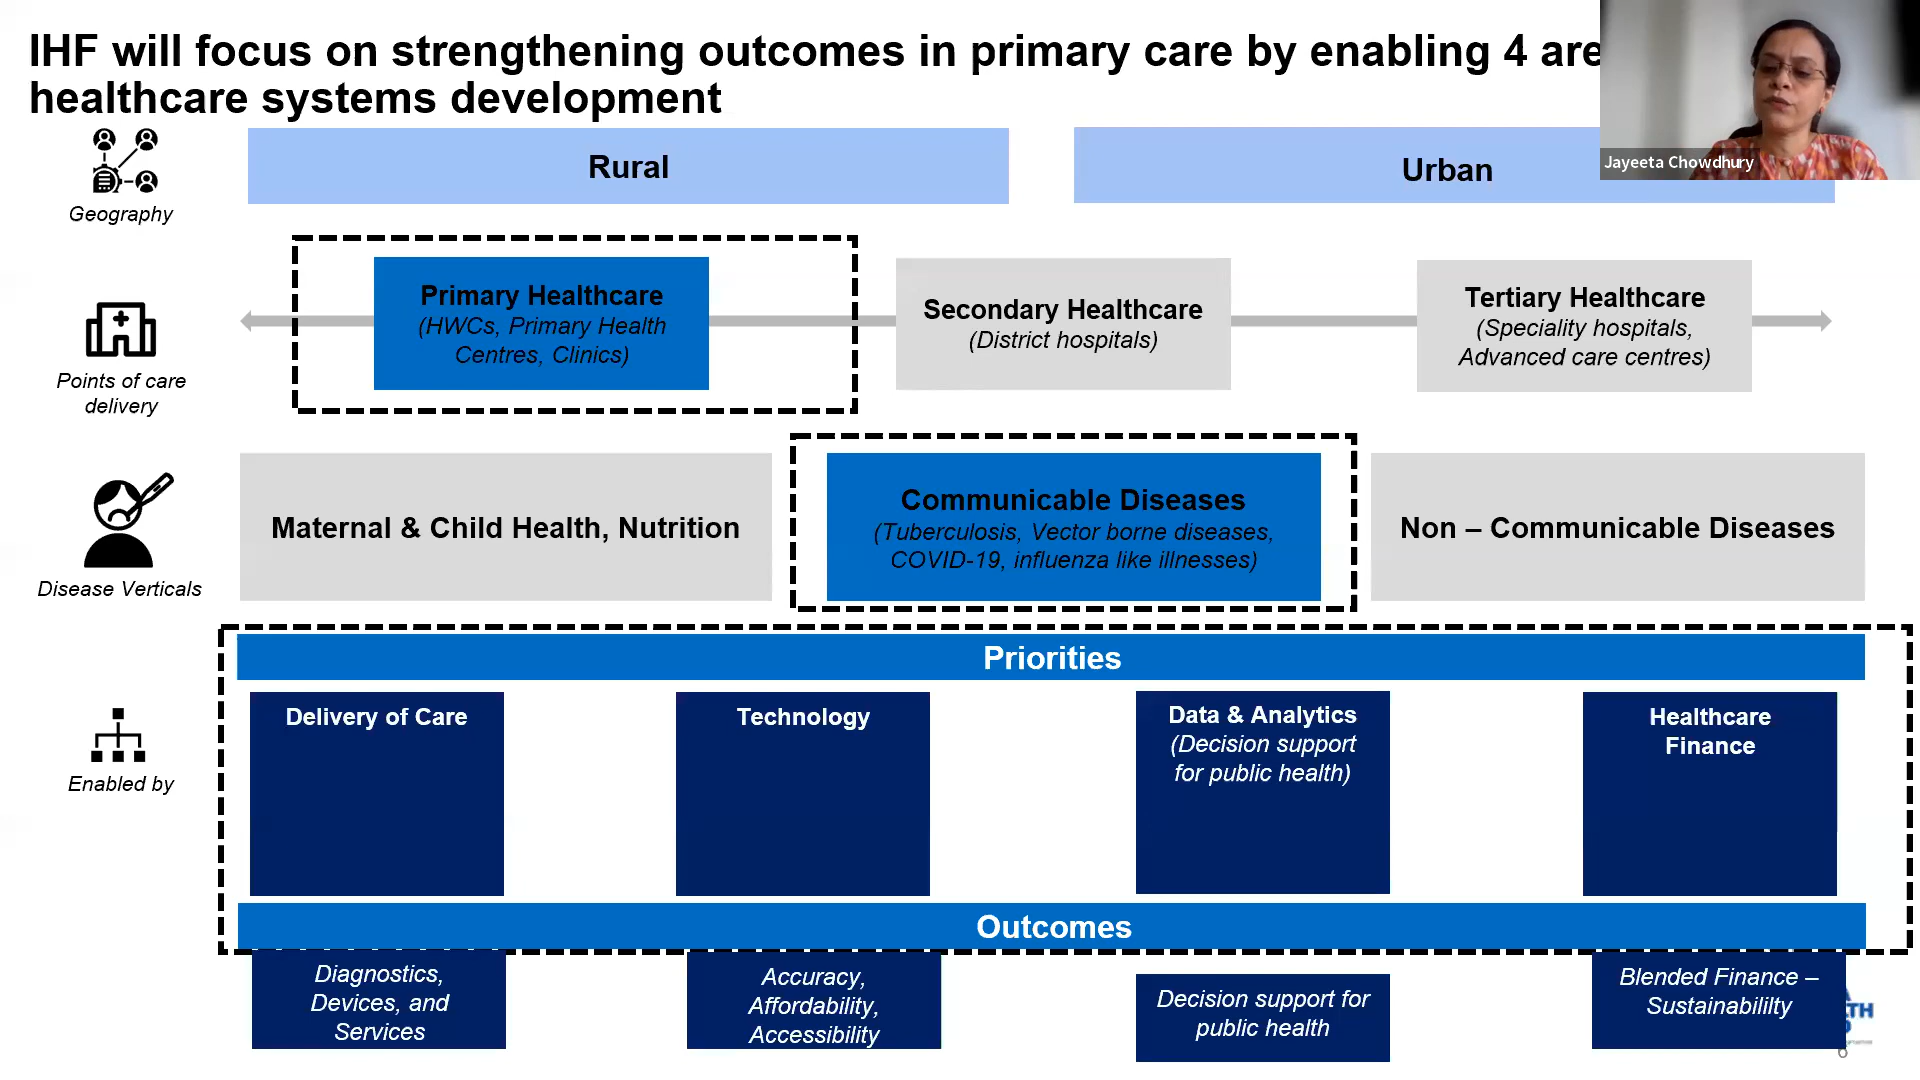 IHF will focus on strengthening outcomes in primary care by enabling 4
healthcare systems development
Jayeeta Chowdhury
Geography
Rural
Urban
Points of care
delivery
Primary Healthcare
(HWCs, Primary Health
Centres, Clinics)
Secondary Healthcare
(District hospitals)
Tertiary Healthcare
(Speciality hospitals,
Advanced care centres)
Disease Verticals
Maternal & Child Health, Nutrition
Communicable Diseases
(Tuberculosis, Vector borne diseases,
COVID-19, influenza like illnesses)
Non – Communicable Diseases
Enabled by
Priorities
Delivery of Care
Technology
Data & Analytics
(Decision support
for public health)
Healthcare
Finance
Outcomes
Diagnostics,
Devices, and
Services
Accuracy,
Affordability,
Accessibility
Decision support for
public health
Blended Finance –
Sustainabililty
6